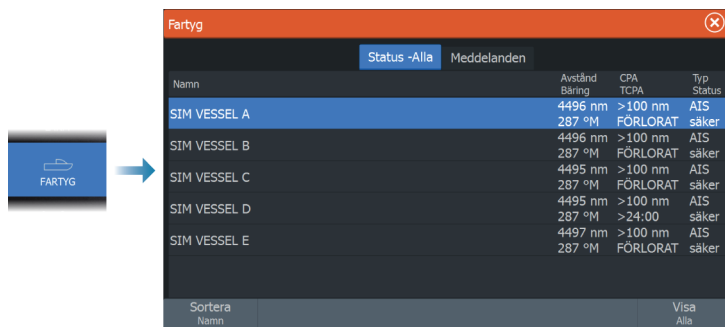 FARTYG
Fartyg
Status -Alla Meddelanden
Namn Avstånd CPA Typ
Bäring TCPA Status
SIM VESSEL A 4496 nm >100 nm AIS
287 °M FÖRLORAT säker
SIM VESSEL B 4496 nm >100 nm AIS
287 °M FÖRLORAT säker
SIM VESSEL C 4495 nm >100 nm AIS
287 °M FÖRLORAT säker
SIM VESSEL D 4495 nm >100 nm AIS
287 °M >24:00 säker
SIM VESSEL E 4497 nm >100 nm AIS
287 °M FÖRLORAT säker
Sortera Visa
Namn Alla